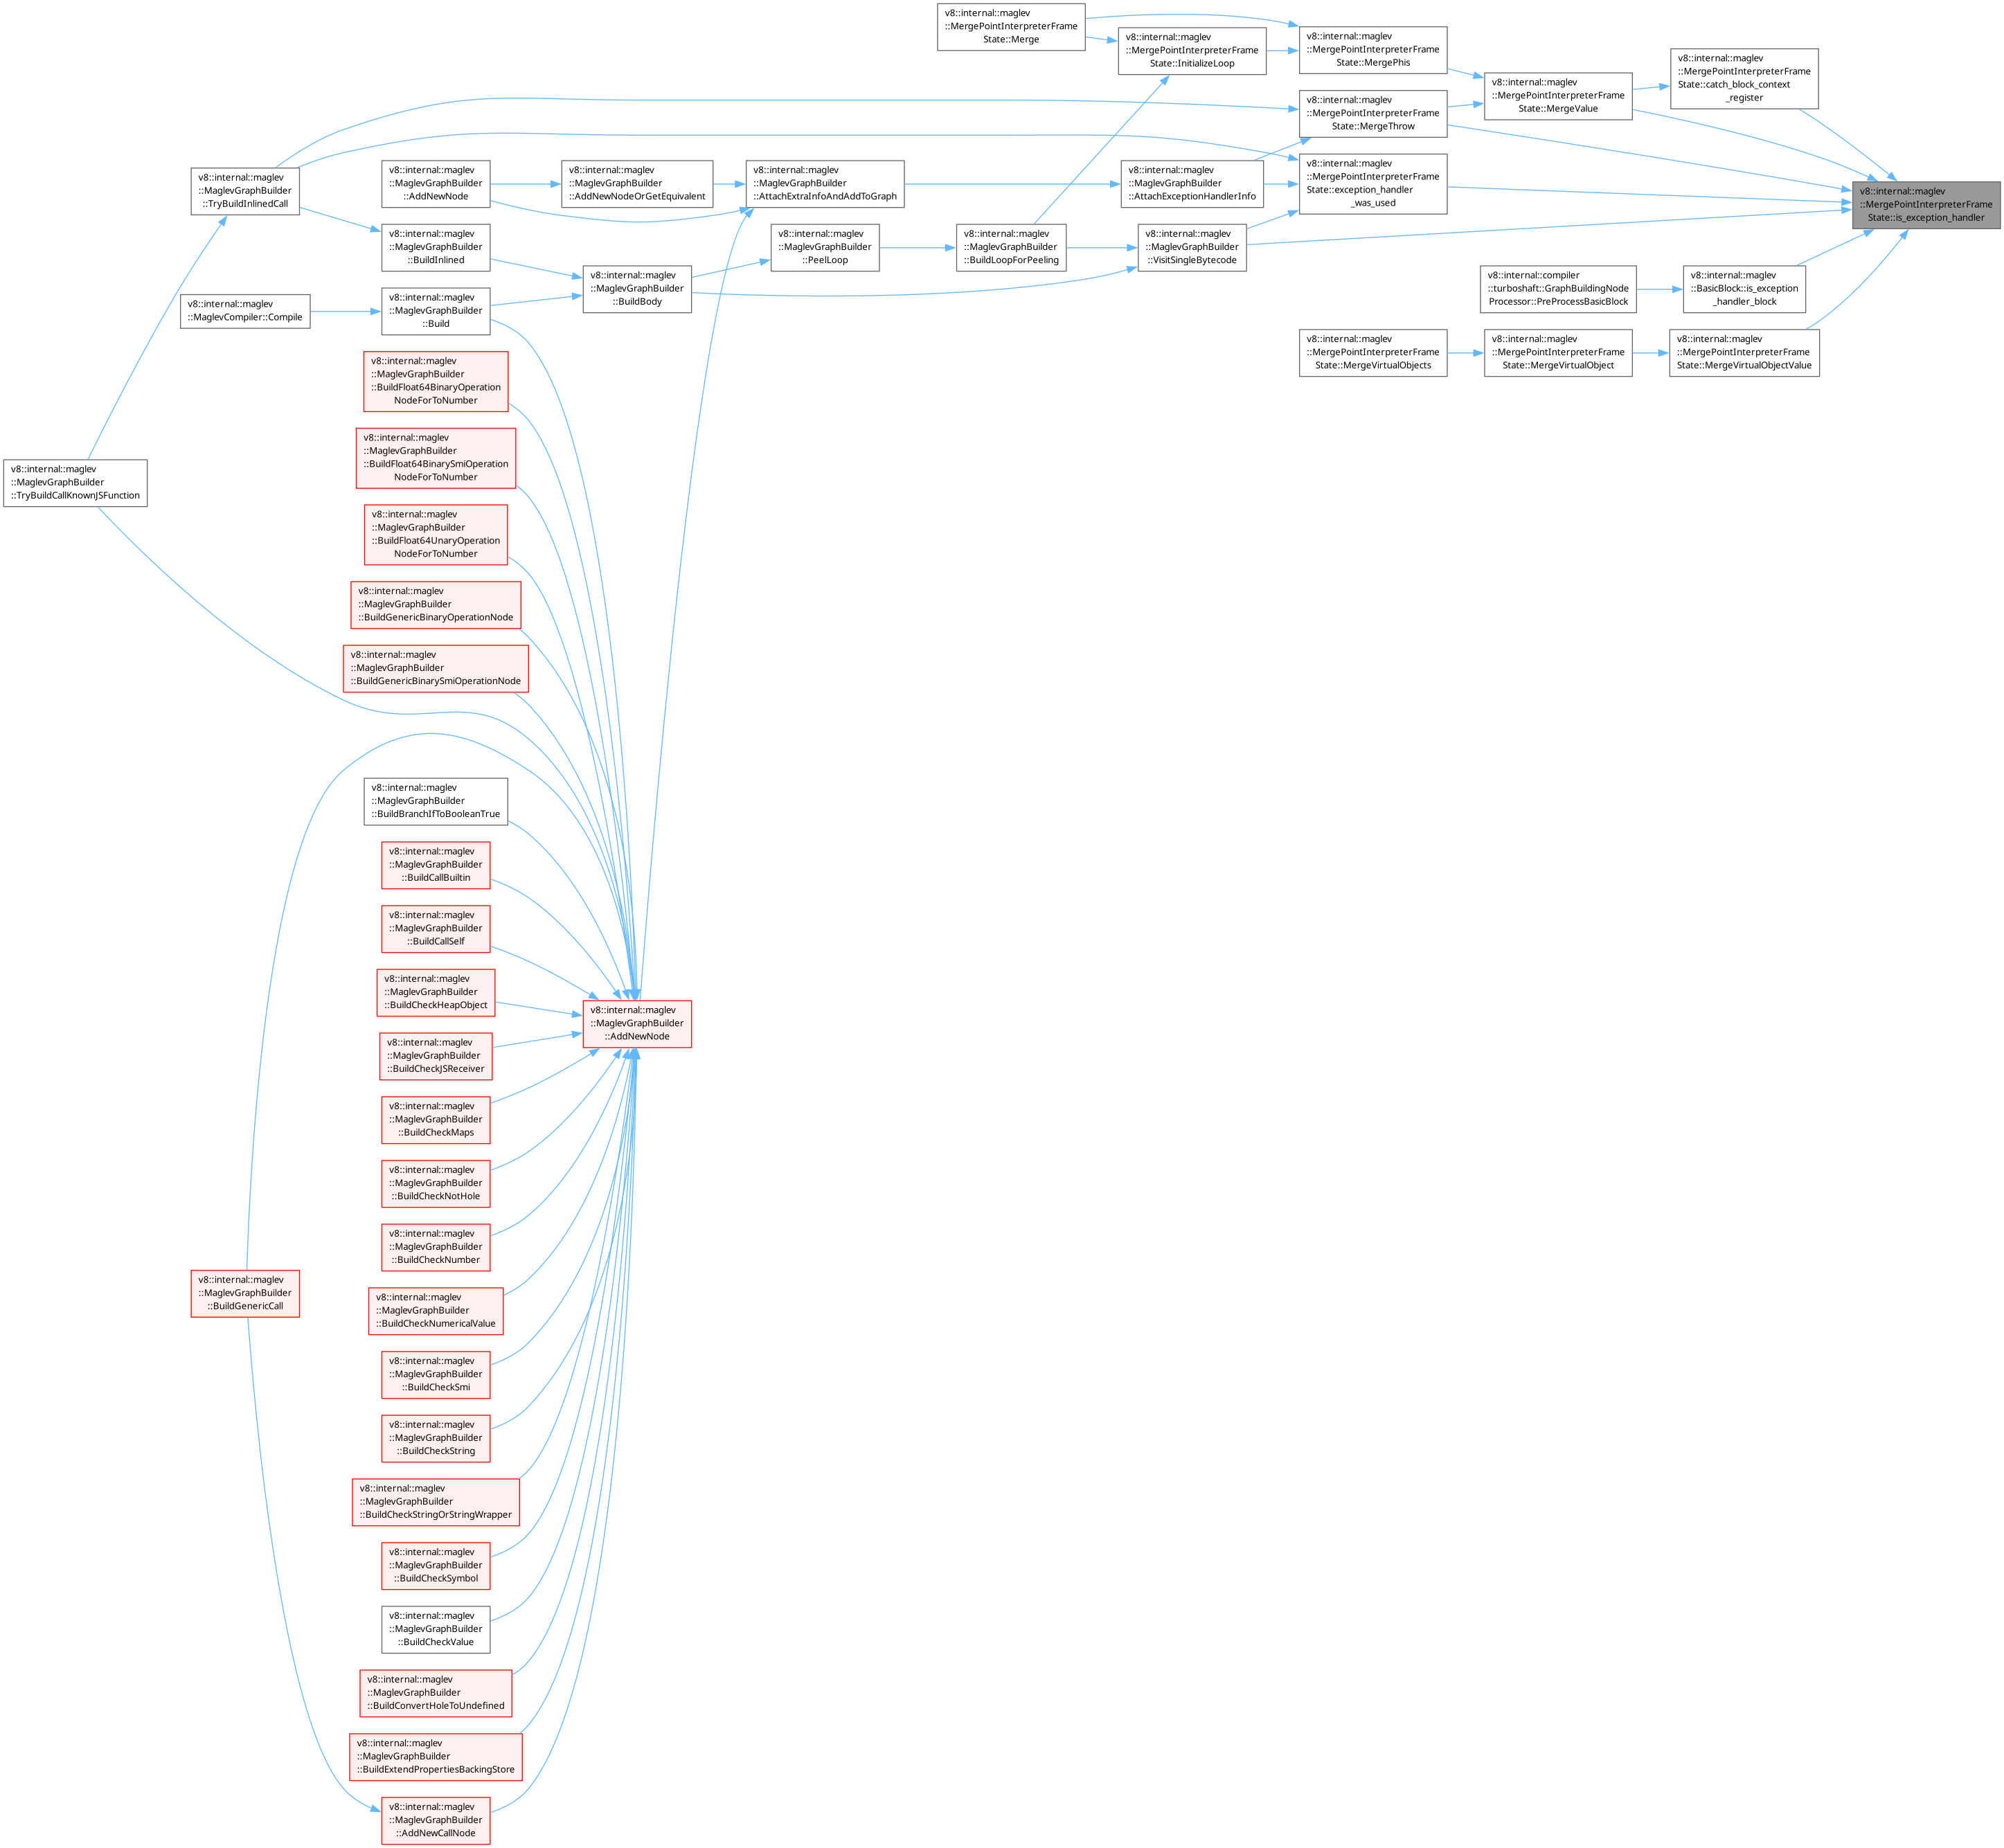 v8::internal::maglev
::MergePointInterpreterFrame
State::Merge
v8::internal::maglev
::MergePointInterpreterFrame
State::InitializeLoop
v8::internal::maglev
::MergePointInterpreterFrame
State::MergePhis
v8::internal::maglev
::MergePointInterpreterFrame
State::catch_block_context
_register
v8::internal::maglev
::MergePointInterpreterFrame
State::MergeValue
v8::internal::maglev
::MergePointInterpreterFrame
State::MergeThrow
v8::internal::maglev
::MaglevGraphBuilder
::TryBuildInlinedCall
v8::internal::maglev
::MaglevGraphBuilder
::AddNewNode
v8::internal::maglev
::MaglevGraphBuilder
::AddNewNodeOrGetEquivalent
v8::internal::maglev
::MaglevGraphBuilder
::AttachExtraInfoAndAddToGraph
v8::internal::maglev
::MaglevGraphBuilder
::AttachExceptionHandlerInfo
v8::internal::maglev
::MergePointInterpreterFrame
State::exception_handler
_was_used
v8::internal::maglev
::MergePointInterpreterFrame
State::is_exception_handler
v8::internal::maglev
::MaglevGraphBuilder
::BuildInlined
v8::internal::maglev
::MaglevGraphBuilder
::PeelLoop
v8::internal::maglev
::MaglevGraphBuilder
::BuildLoopForPeeling
v8::internal::maglev
::MaglevGraphBuilder
::VisitSingleBytecode
v8::internal::maglev
::MaglevGraphBuilder
::BuildBody
v8::internal::compiler
::turboshaft::GraphBuildingNode
Processor::PreProcessBasicBlock
v8::internal::maglev
::BasicBlock::is_exception
_handler_block
v8::internal::maglev
::MaglevCompiler::Compile
v8::internal::maglev
::MaglevGraphBuilder
::Build
v8::internal::maglev
::MergePointInterpreterFrame
State::MergeVirtualObjects
v8::internal::maglev
::MergePointInterpreterFrame
State::MergeVirtualObject
v8::internal::maglev
::MergePointInterpreterFrame
State::MergeVirtualObjectValue
v8::internal::maglev
::MaglevGraphBuilder
::BuildFloat64BinaryOperation
NodeForToNumber
v8::internal::maglev
::MaglevGraphBuilder
::BuildFloat64BinarySmiOperation
NodeForToNumber
v8::internal::maglev
::MaglevGraphBuilder
::TryBuildCallKnownJSFunction
v8::internal::maglev
::MaglevGraphBuilder
::BuildFloat64UnaryOperation
NodeForToNumber
v8::internal::maglev
::MaglevGraphBuilder
::BuildGenericBinaryOperationNode
v8::internal::maglev
::MaglevGraphBuilder
::BuildGenericBinarySmiOperationNode
v8::internal::maglev
::MaglevGraphBuilder
::BuildBranchIfToBooleanTrue
v8::internal::maglev
::MaglevGraphBuilder
::BuildCallBuiltin
v8::internal::maglev
::MaglevGraphBuilder
::BuildCallSelf
v8::internal::maglev
::MaglevGraphBuilder
::BuildCheckHeapObject
v8::internal::maglev
::MaglevGraphBuilder
::AddNewNode
v8::internal::maglev
::MaglevGraphBuilder
::BuildCheckJSReceiver
v8::internal::maglev
::MaglevGraphBuilder
::BuildCheckMaps
v8::internal::maglev
::MaglevGraphBuilder
::BuildCheckNotHole
v8::internal::maglev
::MaglevGraphBuilder
::BuildCheckNumber
v8::internal::maglev
::MaglevGraphBuilder
::BuildGenericCall
v8::internal::maglev
::MaglevGraphBuilder
::BuildCheckNumericalValue
v8::internal::maglev
::MaglevGraphBuilder
::BuildCheckSmi
v8::internal::maglev
::MaglevGraphBuilder
::BuildCheckString
v8::internal::maglev
::MaglevGraphBuilder
::BuildCheckStringOrStringWrapper
v8::internal::maglev
::MaglevGraphBuilder
::BuildCheckSymbol
v8::internal::maglev
::MaglevGraphBuilder
::BuildCheckValue
v8::internal::maglev
::MaglevGraphBuilder
::BuildConvertHoleToUndefined
v8::internal::maglev
::MaglevGraphBuilder
::BuildExtendPropertiesBackingStore
v8::internal::maglev
::MaglevGraphBuilder
::AddNewCallNode